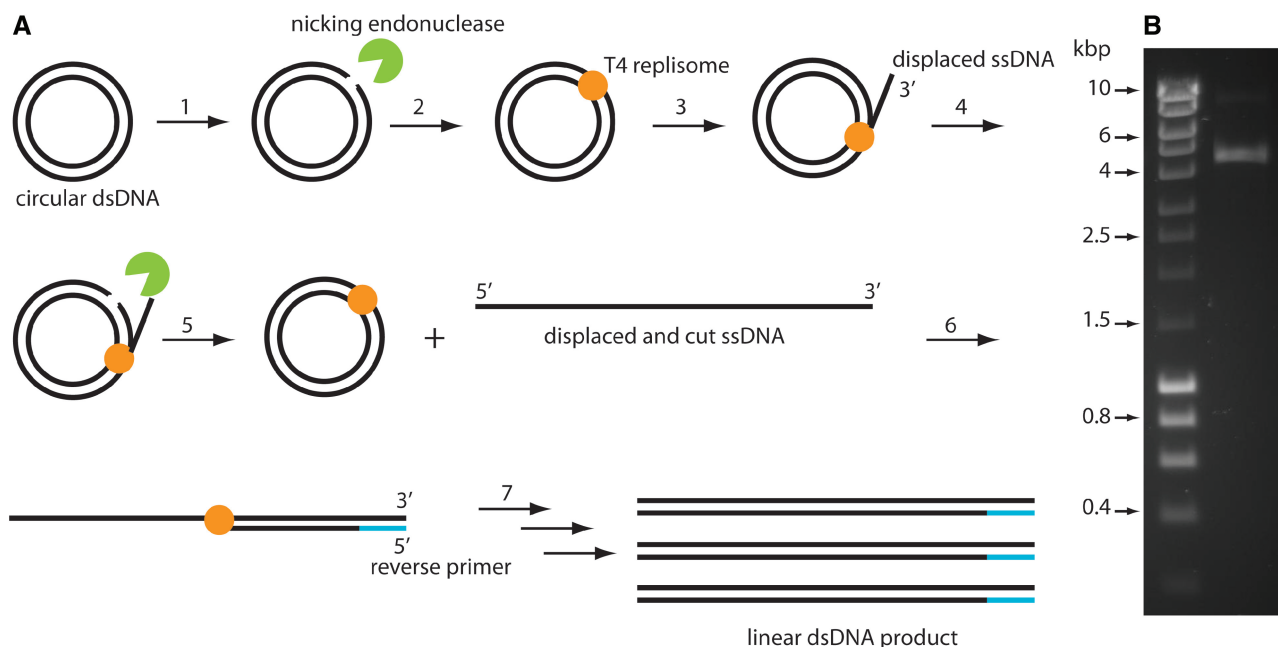 A
nicking endonuclease
T4 replisome
displaced ssDNA
3′
1
2
3
4
circular dsDNA
5
+
5′
3′
displaced and cut ssDNA
6
3′
5′
reverse primer
7
linear dsDNA product
B
kbp
10
6
4
2.5
1.5
0.8
0.4